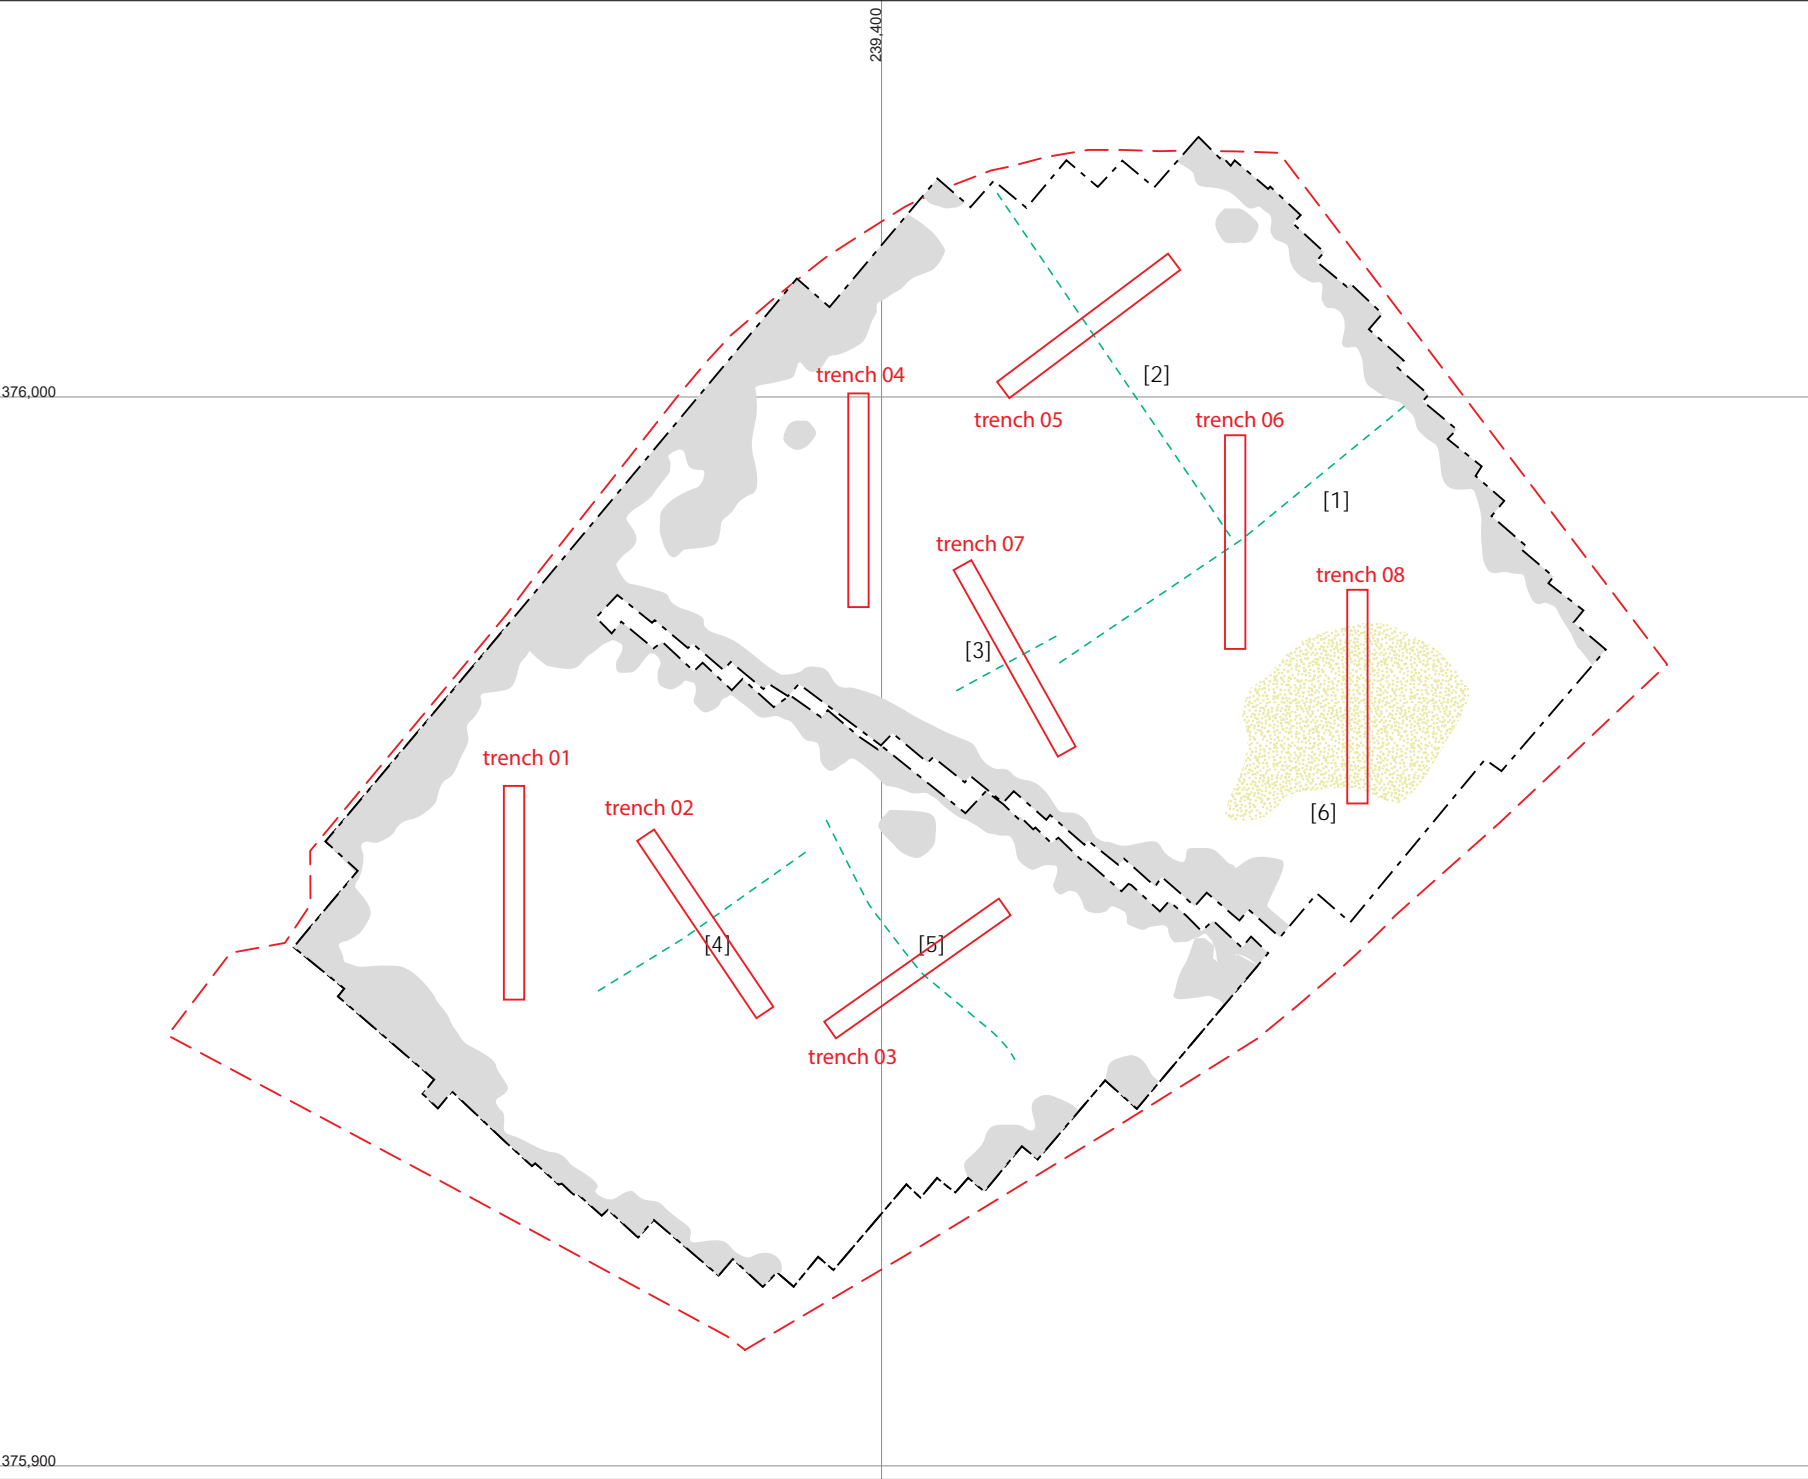 239,400
376,000
trench 04
[2]
trench 05
trench 06
[1]
trench 07
trench 08
[3]
trench 01
trench 02
[6]
[4]
[5]
trench 03
375,900